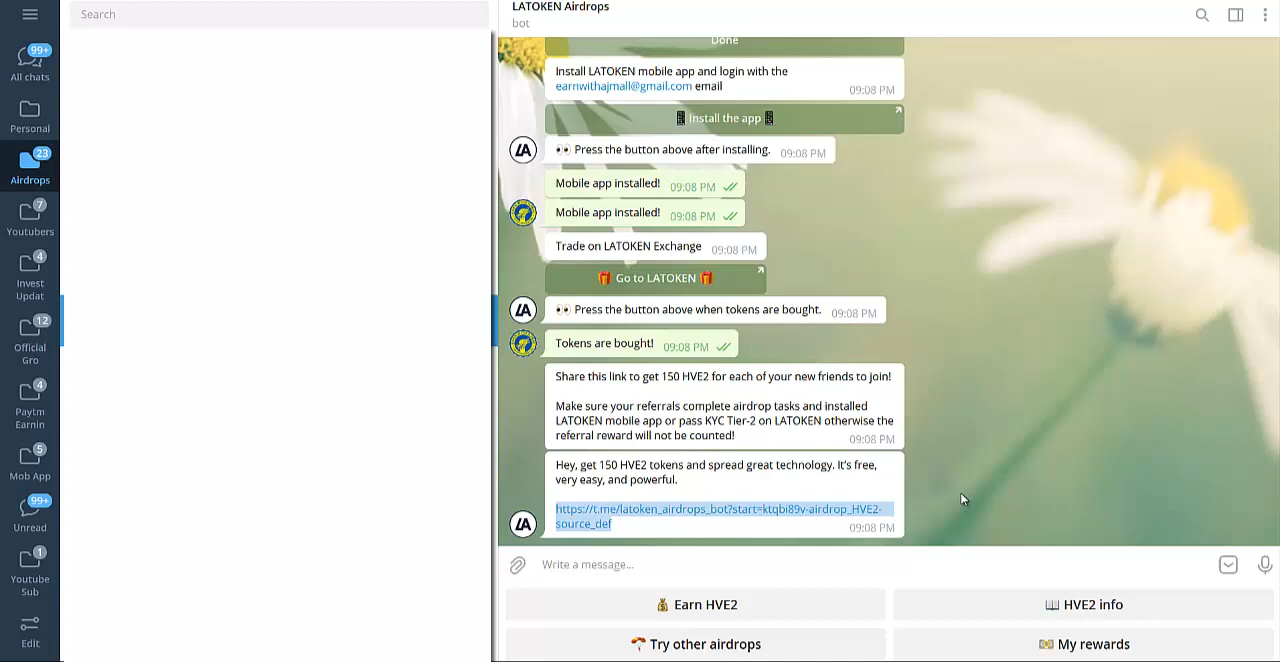 Search
LATOKEN Airdrops
bot
99+
All chats
Personal
23
Airdrops
7
Youtubers
4
Invest
Updat
12
Official
Gro
4
Paytm
Earnin
5
Mob App
99+
Unread
1
Youtube
Sub
Edit
Done
Install LATOKEN mobile app and login with the
earnwithajmall@gmail.com email
09:08 PM
Install the app
LA
👀 Press the button above after installing. 09:08 PM
Mobile app installed! 09:08 PM
Mobile app installed! 09:08 PM
Trade on LATOKEN Exchange 09:08 PM
🎁 Go to LATOKEN 🎁
LA
👀 Press the button above when tokens are bought. 09:08 PM
Tokens are bought! 09:08 PM
Share this link to get 150 HVE2 for each of your new friends to join!
Make sure your referrals complete airdrop tasks and installed
LATOKEN mobile app or pass KYC Tier-2 on LATOKEN otherwise the
referral reward will not be counted! 09:08 PM
Hey, get 150 HVE2 tokens and spread great technology. It's free,
very easy, and powerful.
https://t.me/latoken_airdrops_bot?start=ktqbi89v-airdrop_HVE2-
source_def 09:08 PM
LA
Write a message...
💰 Earn HVE2
📖 HVE2 info
🪂 Try other airdrops
💴 My rewards